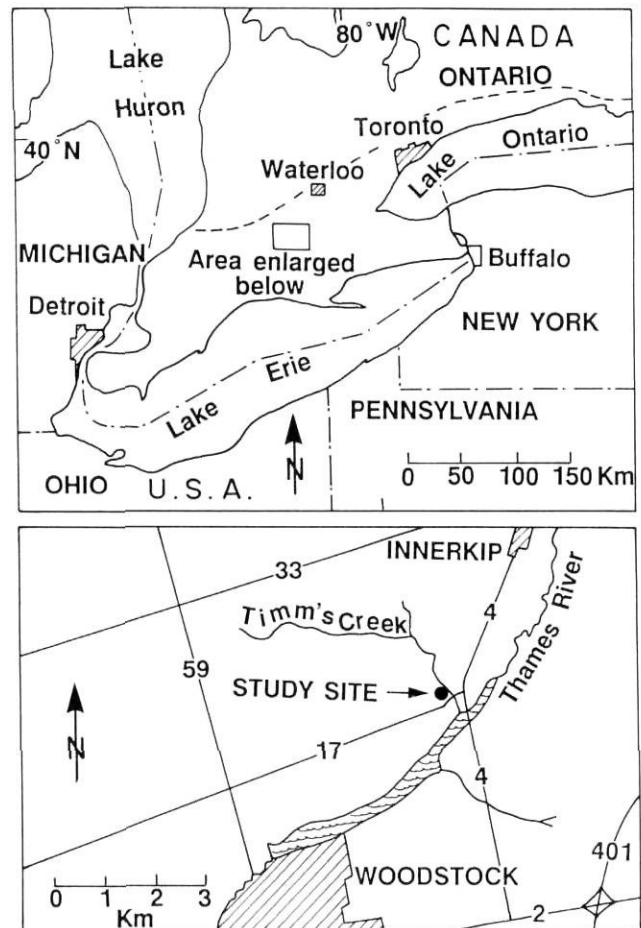 80°W
CANADA
Lake
Huron
ONTARIO
Toronto
40°N
Lake Ontario
Waterloo
MICHIGAN
Area enlarged
below
Buffalo
Detroit
NEW YORK
Lake Erie
PENNSYLVANIA
N
OHIO
U.S.A.
0 50 100 150 Km
INNERKIP
33
4
Timm's Creek
Thames River
59
STUDY SITE
N
17
4
401
WOODSTOCK
0 1 2 3
Km
2